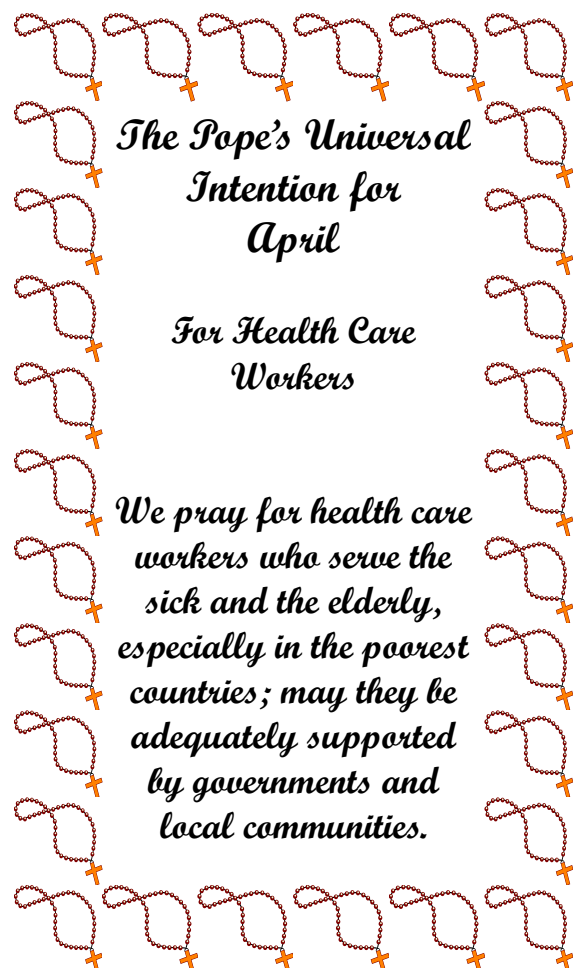 The Pope's Universal
Intention for
April
For Health Care
Workers
We pray for health care
workers who serve the
sick and the elderly,
especially in the poorest
countries; may they be
adequately supported
by governments and
local communities.